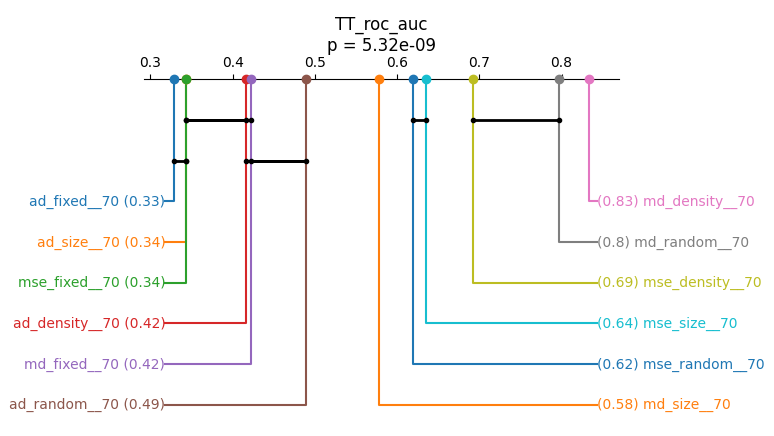 TT_roc_auc
p = 5.32e-09
0.3 0.4 0.5 0.6 0.7 0.8
ad_fixed__70 (0.33)
(0.83) md_density__70
ad_size__70 (0.34)
(0.8) md_random__70
mse_fixed__70 (0.34)
(0.69) mse_density__70
ad_density__70 (0.42)
(0.64) mse_size__70
md_fixed__70 (0.42)
(0.62) mse_random__70
ad_random__70 (0.49)
(0.58) md_size__70